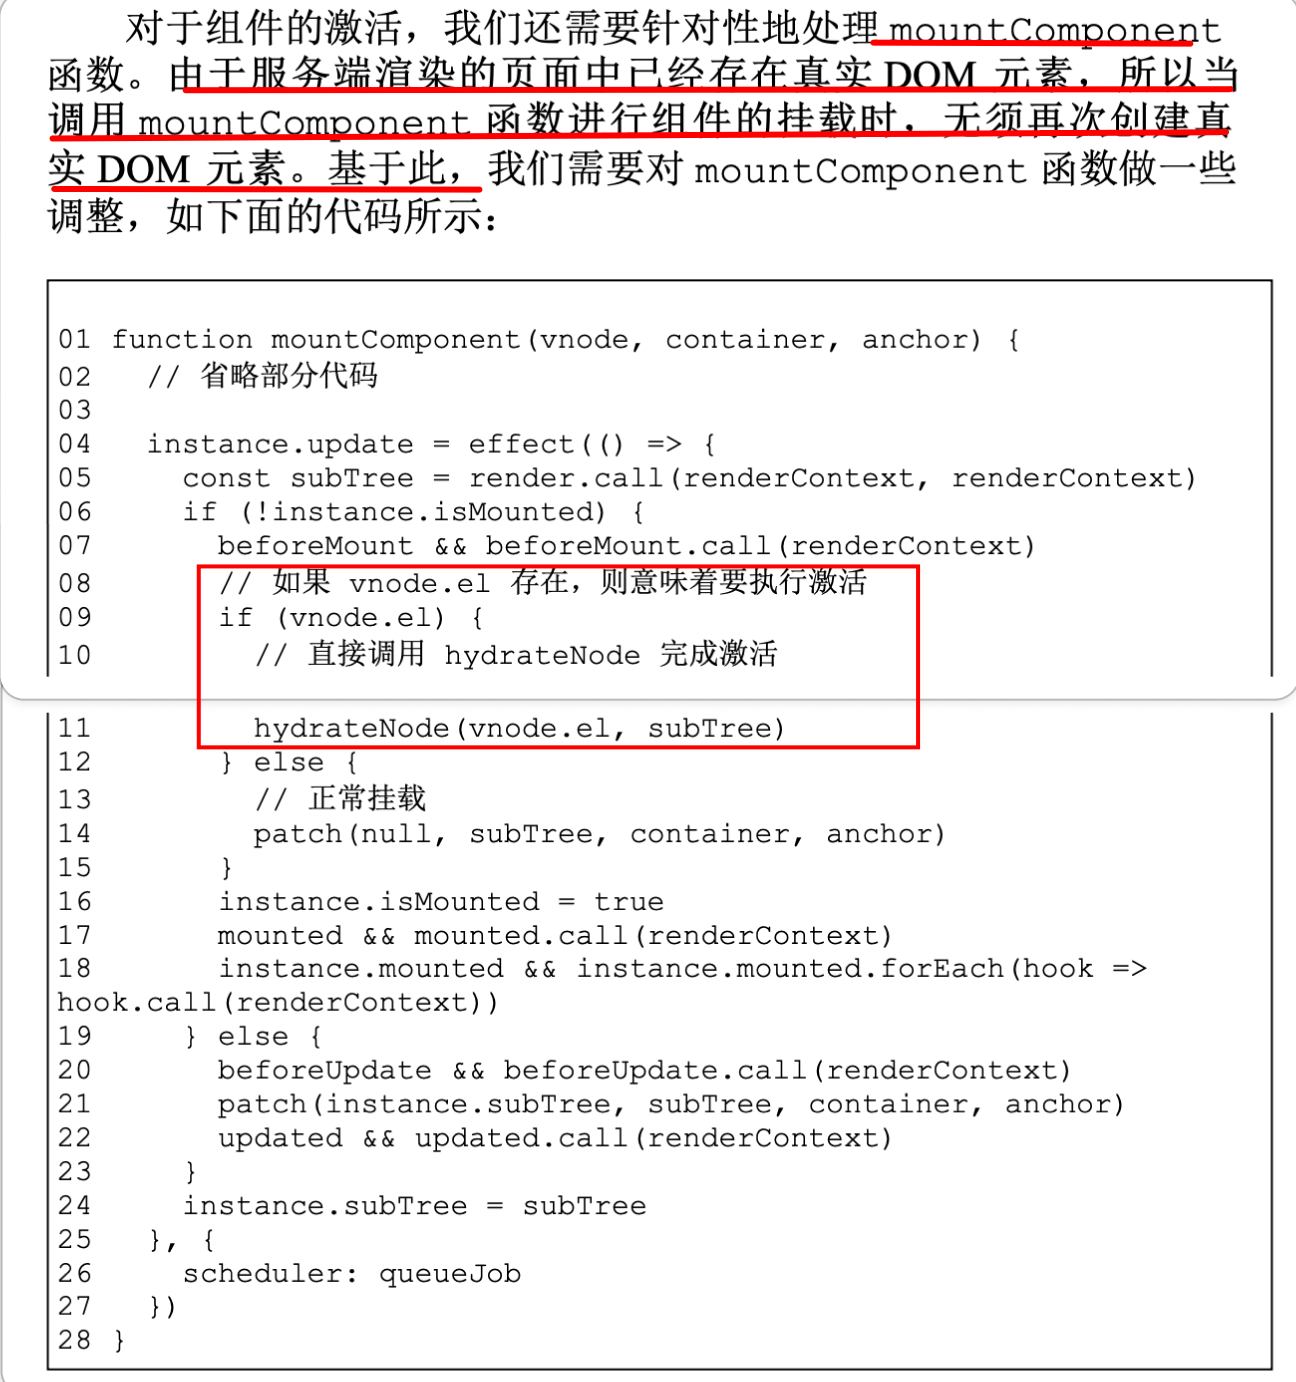 对于组件的激活，我们还需要针对性地处理 mountComponent
函数。由于服务端渲染的页面中已经存在真实 DOM 元素，所以当
调用 mountComponent 函数进行组件的挂载时，无须再次创建真
实 DOM 元素。基于此，我们需要对 mountComponent 函数做一些
调整，如下面的代码所示：
01 function mountComponent(vnode, container, anchor) {
02   // 省略部分代码
03
04   instance.update = effect(() => {
05     const subTree = render.call(renderContext, renderContext)
06     if (!instance.isMounted) {
07       beforeMount && beforeMount.call(renderContext)
08       // 如果 vnode.el 存在，则意味着要执行激活
09       if (vnode.el) {
10         // 直接调用 hydrateNode 完成激活
11         hydrateNode(vnode.el, subTree)
12       } else {
13         // 正常挂载
14         patch(null, subTree, container, anchor)
15       }
16       instance.isMounted = true
17       mounted && mounted.call(renderContext)
18       instance.mounted && instance.mounted.forEach(hook =>
hook.call(renderContext))
19     } else {
20       beforeUpdate && beforeUpdate.call(renderContext)
21       patch(instance.subTree, subTree, container, anchor)
22       updated && updated.call(renderContext)
23     }
24     instance.subTree = subTree
25   }, {
26     scheduler: queueJob
27   })
28 }